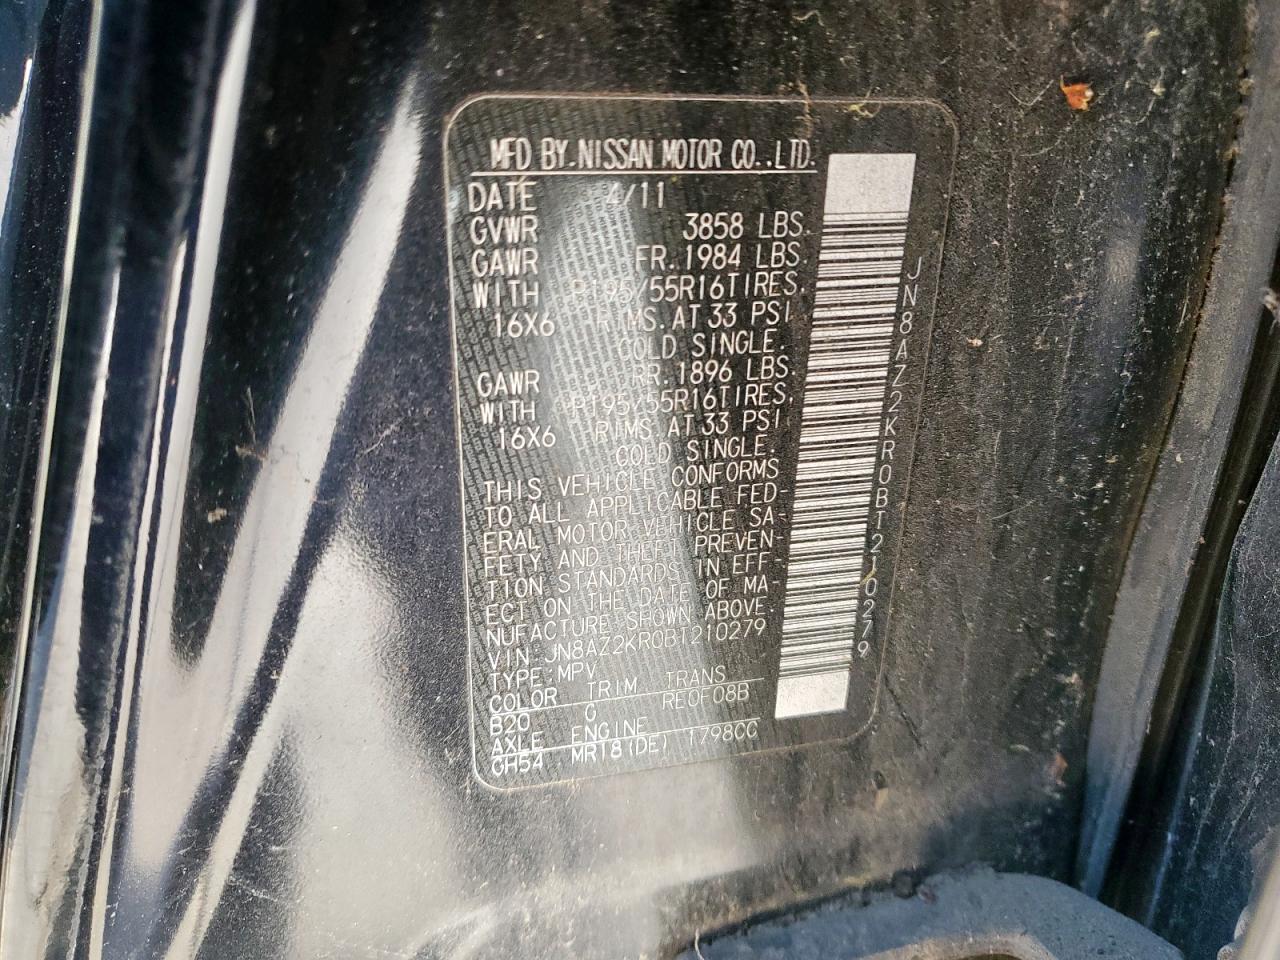 MFD BY.NISSAN MOTOR CO.,LTD.
DATE 4/11
GVWR 3858 LBS.
GAWR FR.1984 LBS.
WITH P195/55R16TIRES,
16X6 RIMS.AT 33 PSI
COLD SINGLE.
GAWR RR.1896 LBS.
WITH P195/55R16TIRES,
16X6 RIMS AT 33 PSI
COLD SINGLE.
THIS VEHICLE CONFORMS
TO ALL APPLICABLE FED-
ERAL MOTOR VEHICLE SA-
FETY AND THEFT PREVEN-
TION STANDARDS IN EFF-
ECT ON THE DATE OF MA-
NUFACTURE SHOWN ABOVE.
VIN:JN8AZ2KR0BT210279
TYPE:MPV
COLOR TRIM TRANS
B20 G RE0F08B
AXLE ENGINE
GH54 MR18(DE) 1798CC
JN8AZ2KR0BT210279